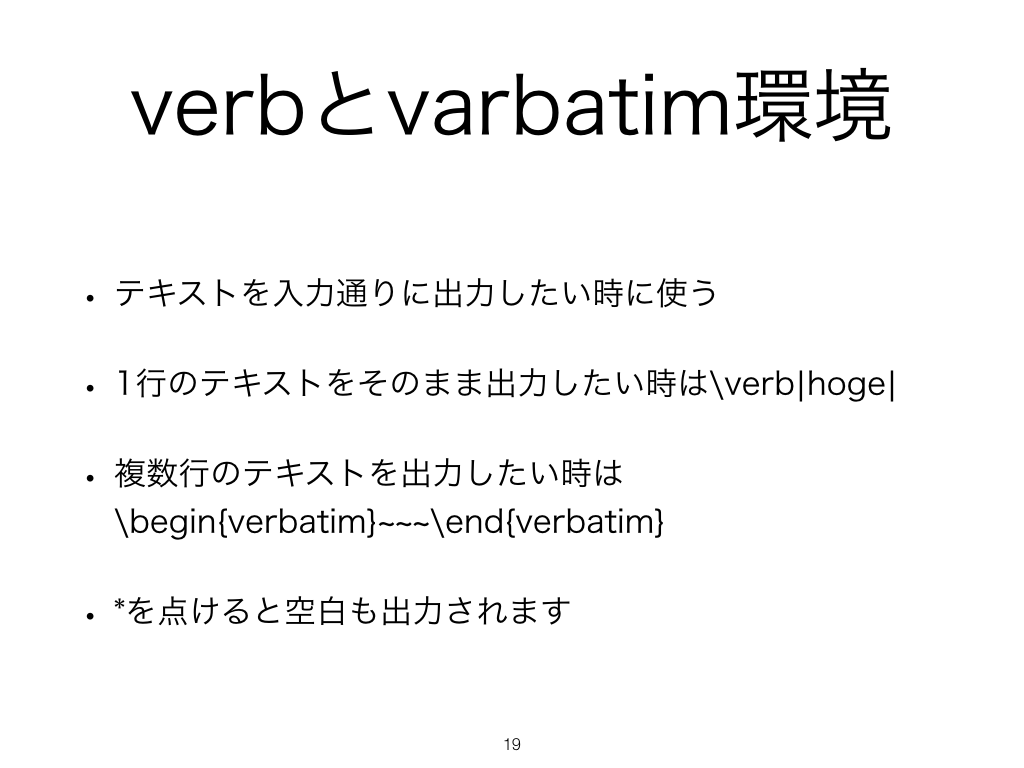 verbとvarbatim環境
• テキストを入力通りに出力したい時に使う
• 1行のテキストをそのまま出力したい時は\verb|hoge|
• 複数行のテキストを出力したい時は
\begin{verbatim}~~~\end{verbatim}
• *を点けると空白も出力されます
19